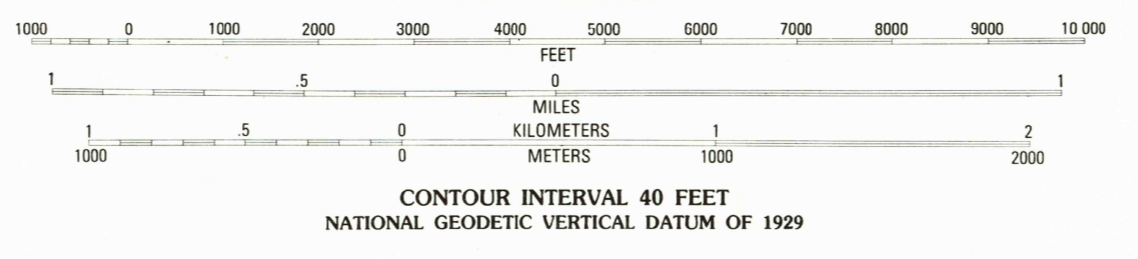 1000 0 1000 2000 3000 4000 5000 6000 7000 8000 9000 10 000
FEET
1 .5 0 1
MILES
1 .5 0 KILOMETERS 1 2
1000 0 METERS 1000 2000
CONTOUR INTERVAL 40 FEET
NATIONAL GEODETIC VERTICAL DATUM OF 1929